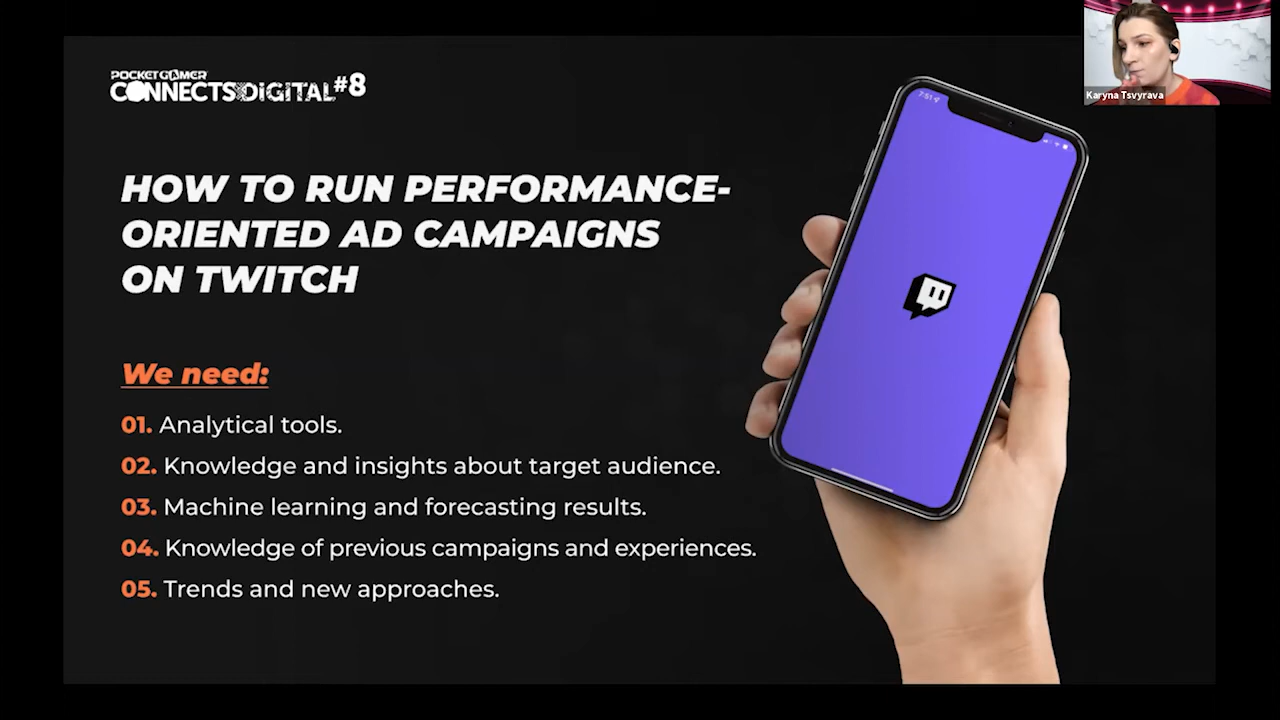 POCKET GAMER
CONNECTS DIGITAL #8
Karyna Tsvyrava
7:51
HOW TO RUN PERFORMANCE-
ORIENTED AD CAMPAIGNS
ON TWITCH
We need:
01. Analytical tools.
02. Knowledge and insights about target audience.
03. Machine learning and forecasting results.
04. Knowledge of previous campaigns and experiences.
05. Trends and new approaches.